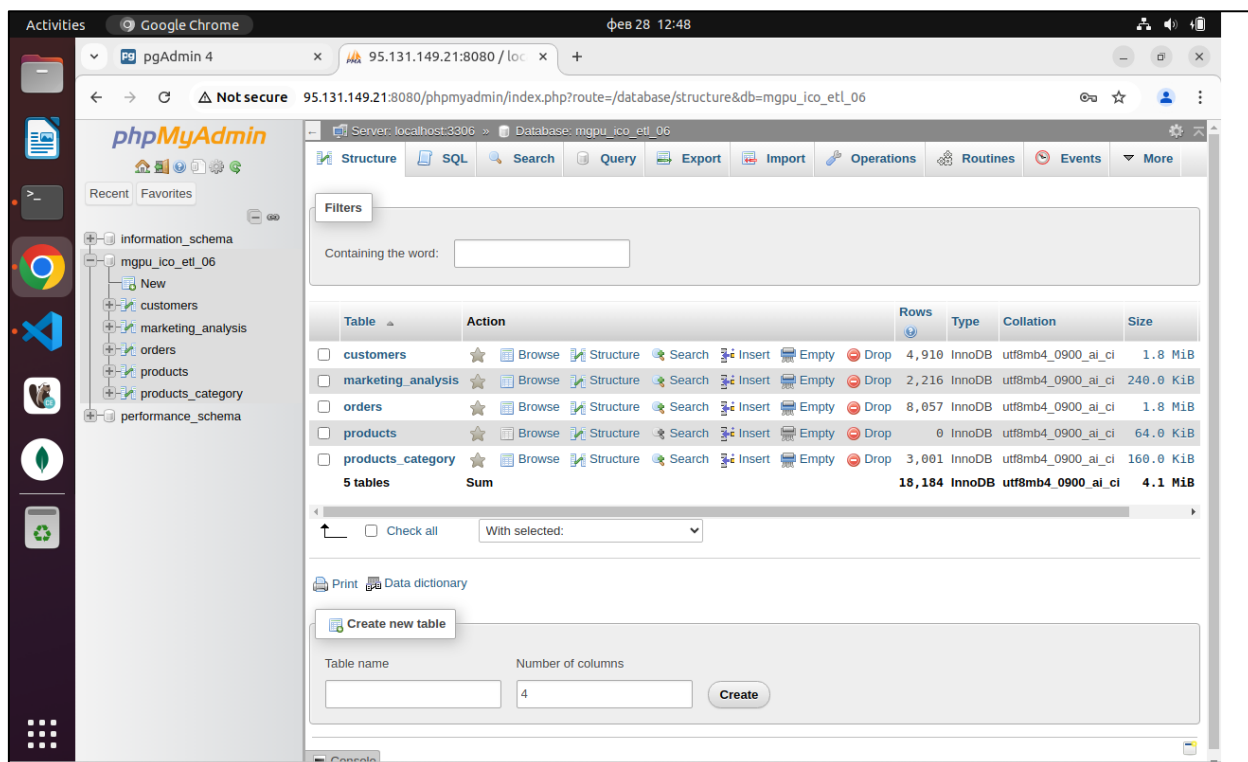 Activities Google Chrome фев 28 12:48
pgAdmin 4 95.131.149.21:8080 / loc
Not secure 95.131.149.21:8080/phpmyadmin/index.php?route=/database/structure&db=mgpu_ico_etl_06
phpMyAdmin
Recent Favorites
information_schema
mgpu_ico_etl_06
New
customers
marketing_analysis
orders
products
products_category
performance_schema
Server: localhost:3306 » Database: mgpu_ico_etl_06
Structure SQL Search Query Export Import Operations Routines Events More
Filters
Containing the word:
Table Action Rows Type Collation Size
customers Browse Structure Search Insert Empty Drop 4,910 InnoDB utf8mb4_0900_ai_ci 1.8 MiB
marketing_analysis Browse Structure Search Insert Empty Drop 2,216 InnoDB utf8mb4_0900_ai_ci 240.0 KiB
orders Browse Structure Search Insert Empty Drop 8,057 InnoDB utf8mb4_0900_ai_ci 1.8 MiB
products Browse Structure Search Insert Empty Drop 0 InnoDB utf8mb4_0900_ai_ci 64.0 KiB
products_category Browse Structure Search Insert Empty Drop 3,001 InnoDB utf8mb4_0900_ai_ci 160.0 KiB
5 tables Sum 18,184 InnoDB utf8mb4_0900_ai_ci 4.1 MiB
Check all With selected:
Print Data dictionary
Create new table
Table name Number of columns
4 Create
Console